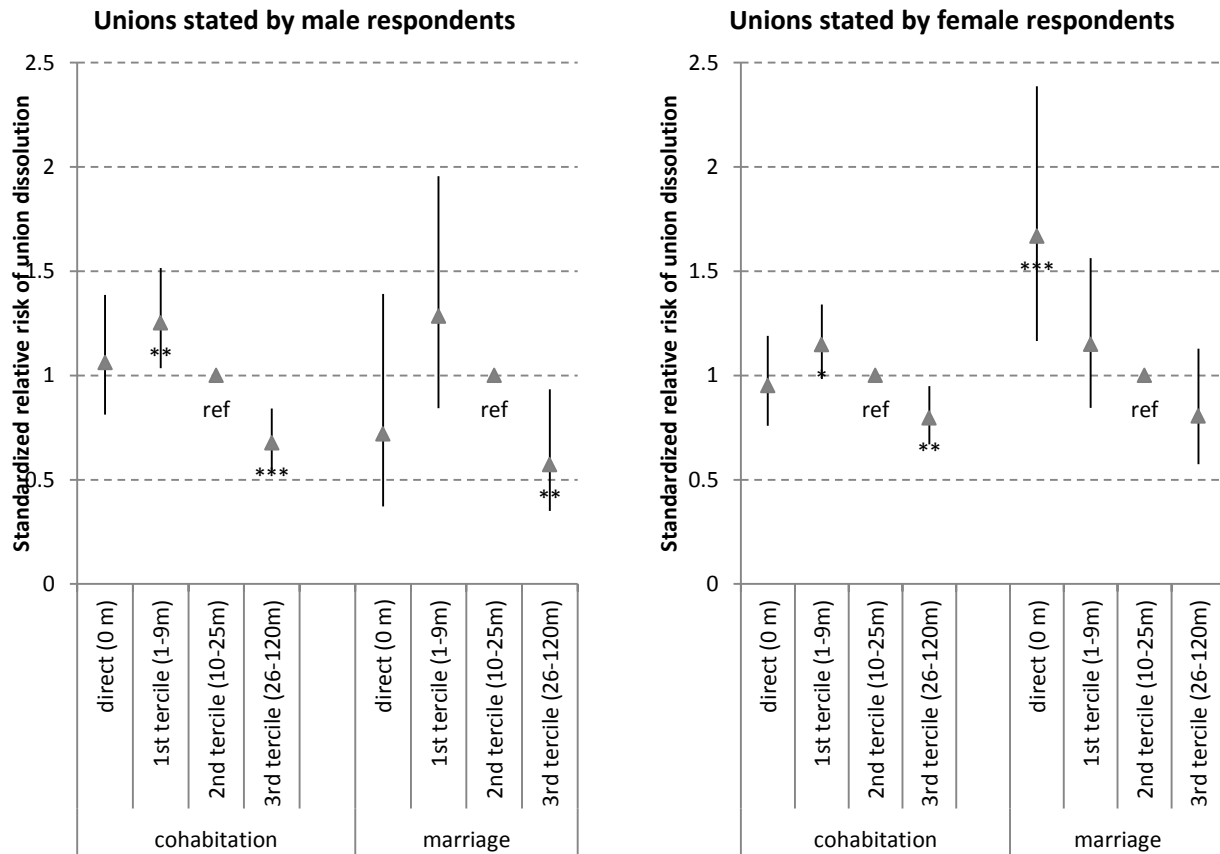 Unions stated by male respondents
Standardized relative risk of union dissolution
2.5
2
1.5
1
0.5
0
**
ref
***
ref
**
direct (0 m)
1st tercile (1-9m)
2nd tercile (10-25m)
3rd tercile (26-120m)
direct (0 m)
1st tercile (1-9m)
2nd tercile (10-25m)
3rd tercile (26-120m)
cohabitation
marriage
Unions stated by female respondents
Standardized relative risk of union dissolution
2.5
2
1.5
1
0.5
0
*
ref
**
***
ref
direct (0 m)
1st tercile (1-9m)
2nd tercile (10-25m)
3rd tercile (26-120m)
direct (0 m)
1st tercile (1-9m)
2nd tercile (10-25m)
3rd tercile (26-120m)
cohabitation
marriage